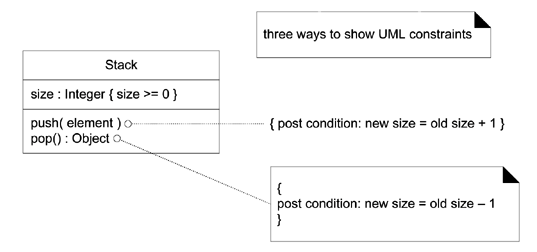 three ways to show UML constraints
Stack
size : Integer { size >= 0 }
push( element )
{ post condition: new size = old size + 1 }
pop() : Object
{
post condition: new size = old size – 1
}